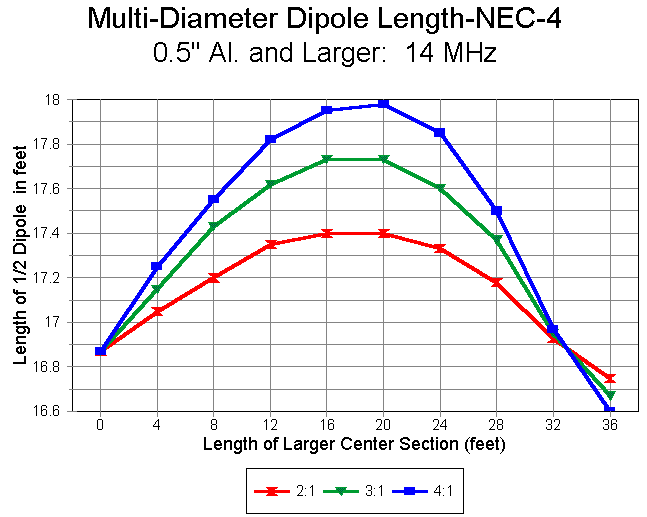 Multi-Diameter Dipole Length-NEC-4
0.5" Al. and Larger: 14 MHz
Length of 1/2 Dipole in feet
18
17.8
17.6
17.4
17.2
17
16.8
16.6
0 4 8 12 16 20 24 28 32 36
Length of Larger Center Section (feet)
2:1 3:1 4:1